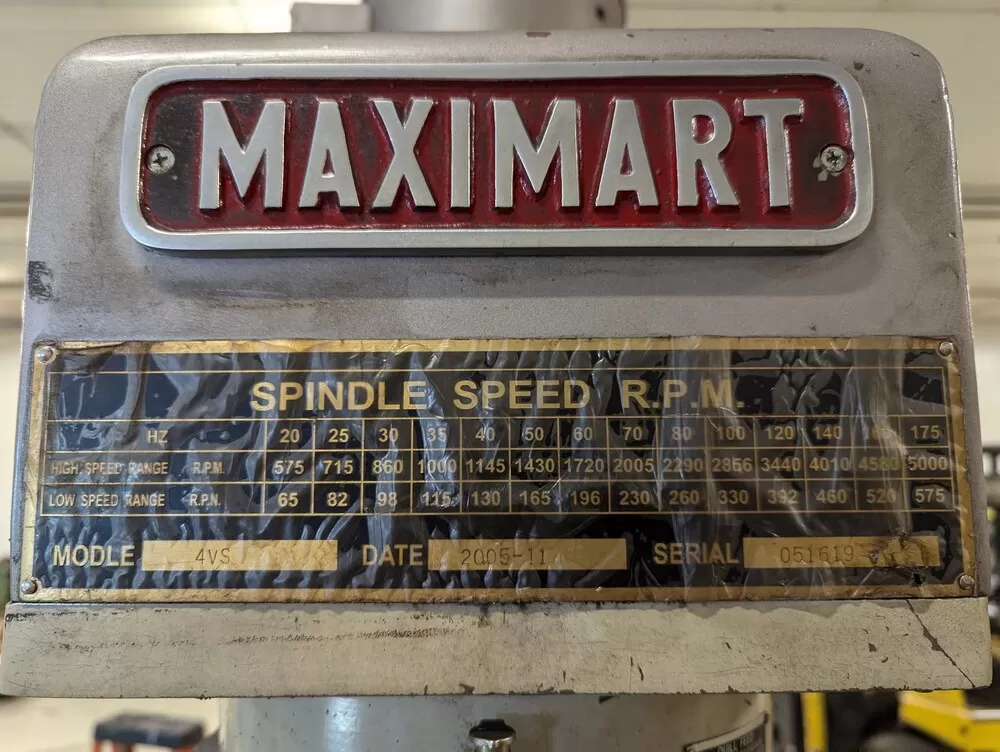 MAXIMART
SPINDLE SPEED R.P.M.
HZ 20 25 30 35 40 50 60 70 80 100 120 140 175
HIGH SPEED RANGE R.P.M. 575 715 860 1000 1145 1430 1720 2005 2290 2856 3440 4010 4580 5000
LOW SPEED RANGE R.P.N. 65 82 98 115 130 165 196 230 260 330 392 460 520 575
MODLE 4VS DATE 2005-11 SERIAL 051619